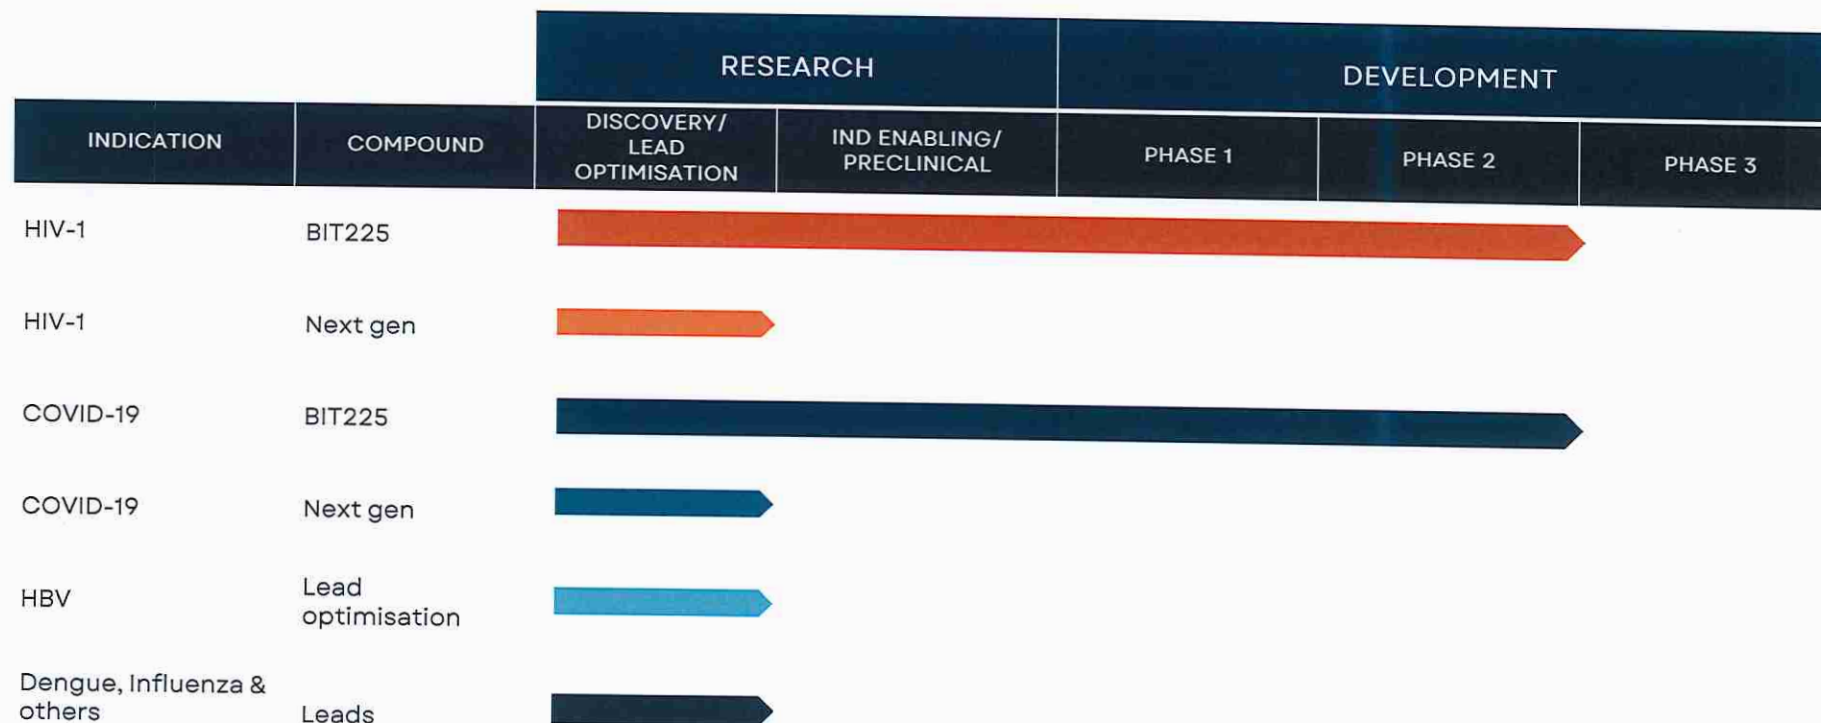 RESEARCH
DEVELOPMENT
INDICATION
COMPOUND
DISCOVERY/
LEAD
OPTIMISATION
IND ENABLING/
PRECLINICAL
PHASE 1
PHASE 2
PHASE 3
HIV-1
BIT225
HIV-1
Next gen
COVID-19
BIT225
COVID-19
Next gen
HBV
Lead
optimisation
Dengue, Influenza &
others
Leads